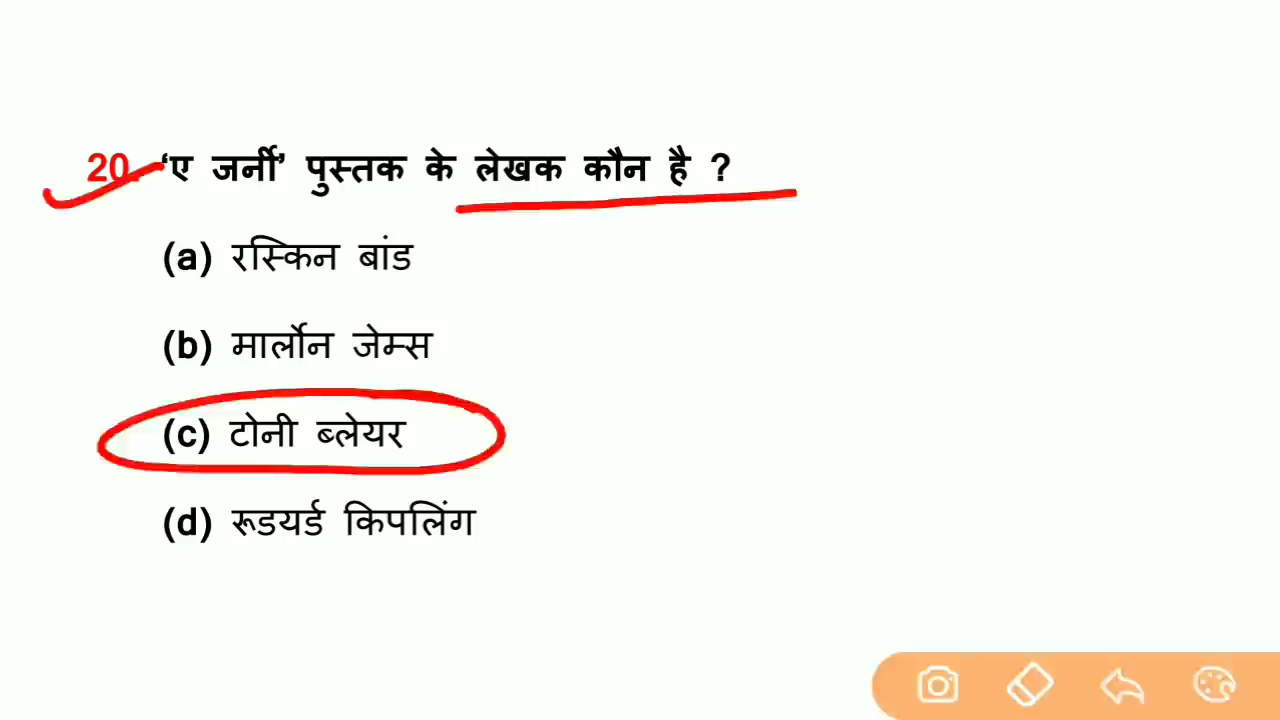 20. ‘ए जर्नी’ पुस्तक के लेखक कौन है ?
(a) रस्किन बांड
(b) मार्लोन जेम्स
(c) टोनी ब्लेयर
(d) रूडयर्ड किपलिंग